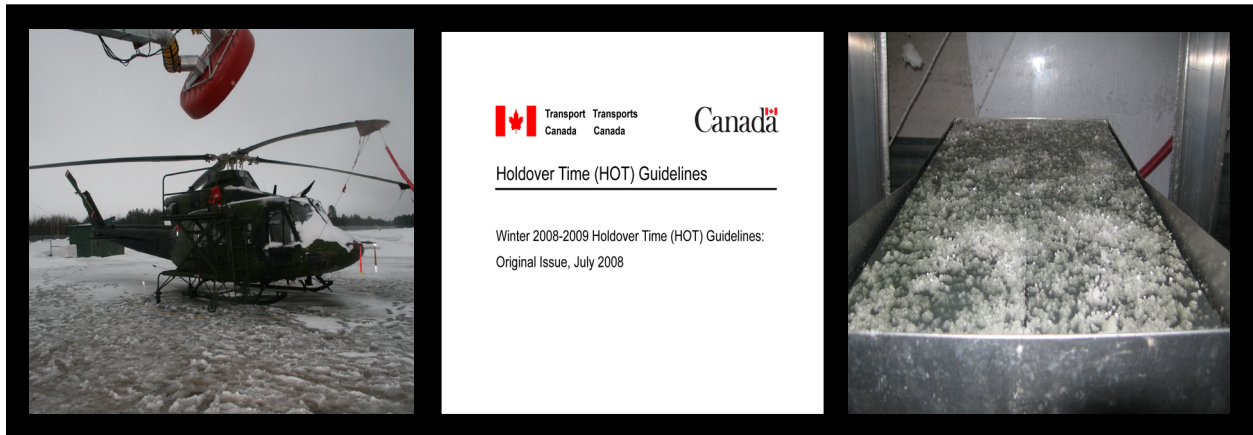 Transport Transports
Canada Canada
Canada
Holdover Time (HOT) Guidelines
Winter 2008-2009 Holdover Time (HOT) Guidelines:
Original Issue, July 2008